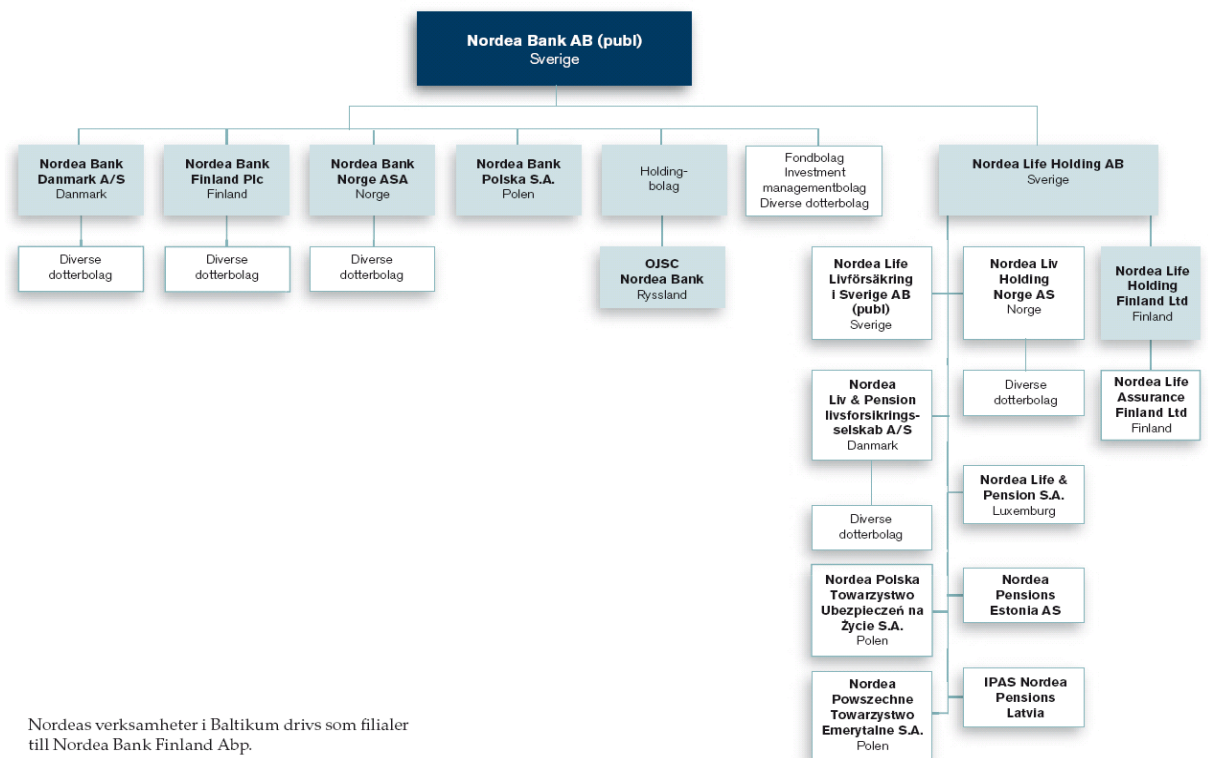 Nordea Bank AB (publ)
Sverige
Nordea Bank
Danmark A/S
Danmark
Nordea Bank
Finland Plc
Finland
Nordea Bank
Norge ASA
Norge
Nordea Bank
Polska S.A.
Polen
Holding-
bolag
Fondbolag
Investment
managementbolag
Diverse dotterbolag
Nordea Life Holding AB
Sverige
Diverse
dotterbolag
Diverse
dotterbolag
Diverse
dotterbolag
OJSC
Nordea Bank
Ryssland
Nordea Life
Livförsäkring
i Sverige AB
(publ)
Sverige
Nordea Liv
Holding
Norge AS
Norge
Nordea Life
Holding
Finland Ltd
Finland
Nordea
Liv & Pension
livsforsikrings-
selskab A/S
Danmark
Diverse
dotterbolag
Nordea Life
Assurance
Finland Ltd
Finland
Nordea Life &
Pension S.A.
Luxemburg
Diverse
dotterbolag
Nordea Polska
Towarzystwo
Ubezpieczeń na
Życie S.A.
Polen
Nordea
Pensions
Estonia AS
Nordea
Powszechne
Towarzystwo
Emerytalne S.A.
Polen
IPAS Nordea
Pensions
Latvia
Nordeas verksamheter i Baltikum drivs som filialer
till Nordea Bank Finland Abp.